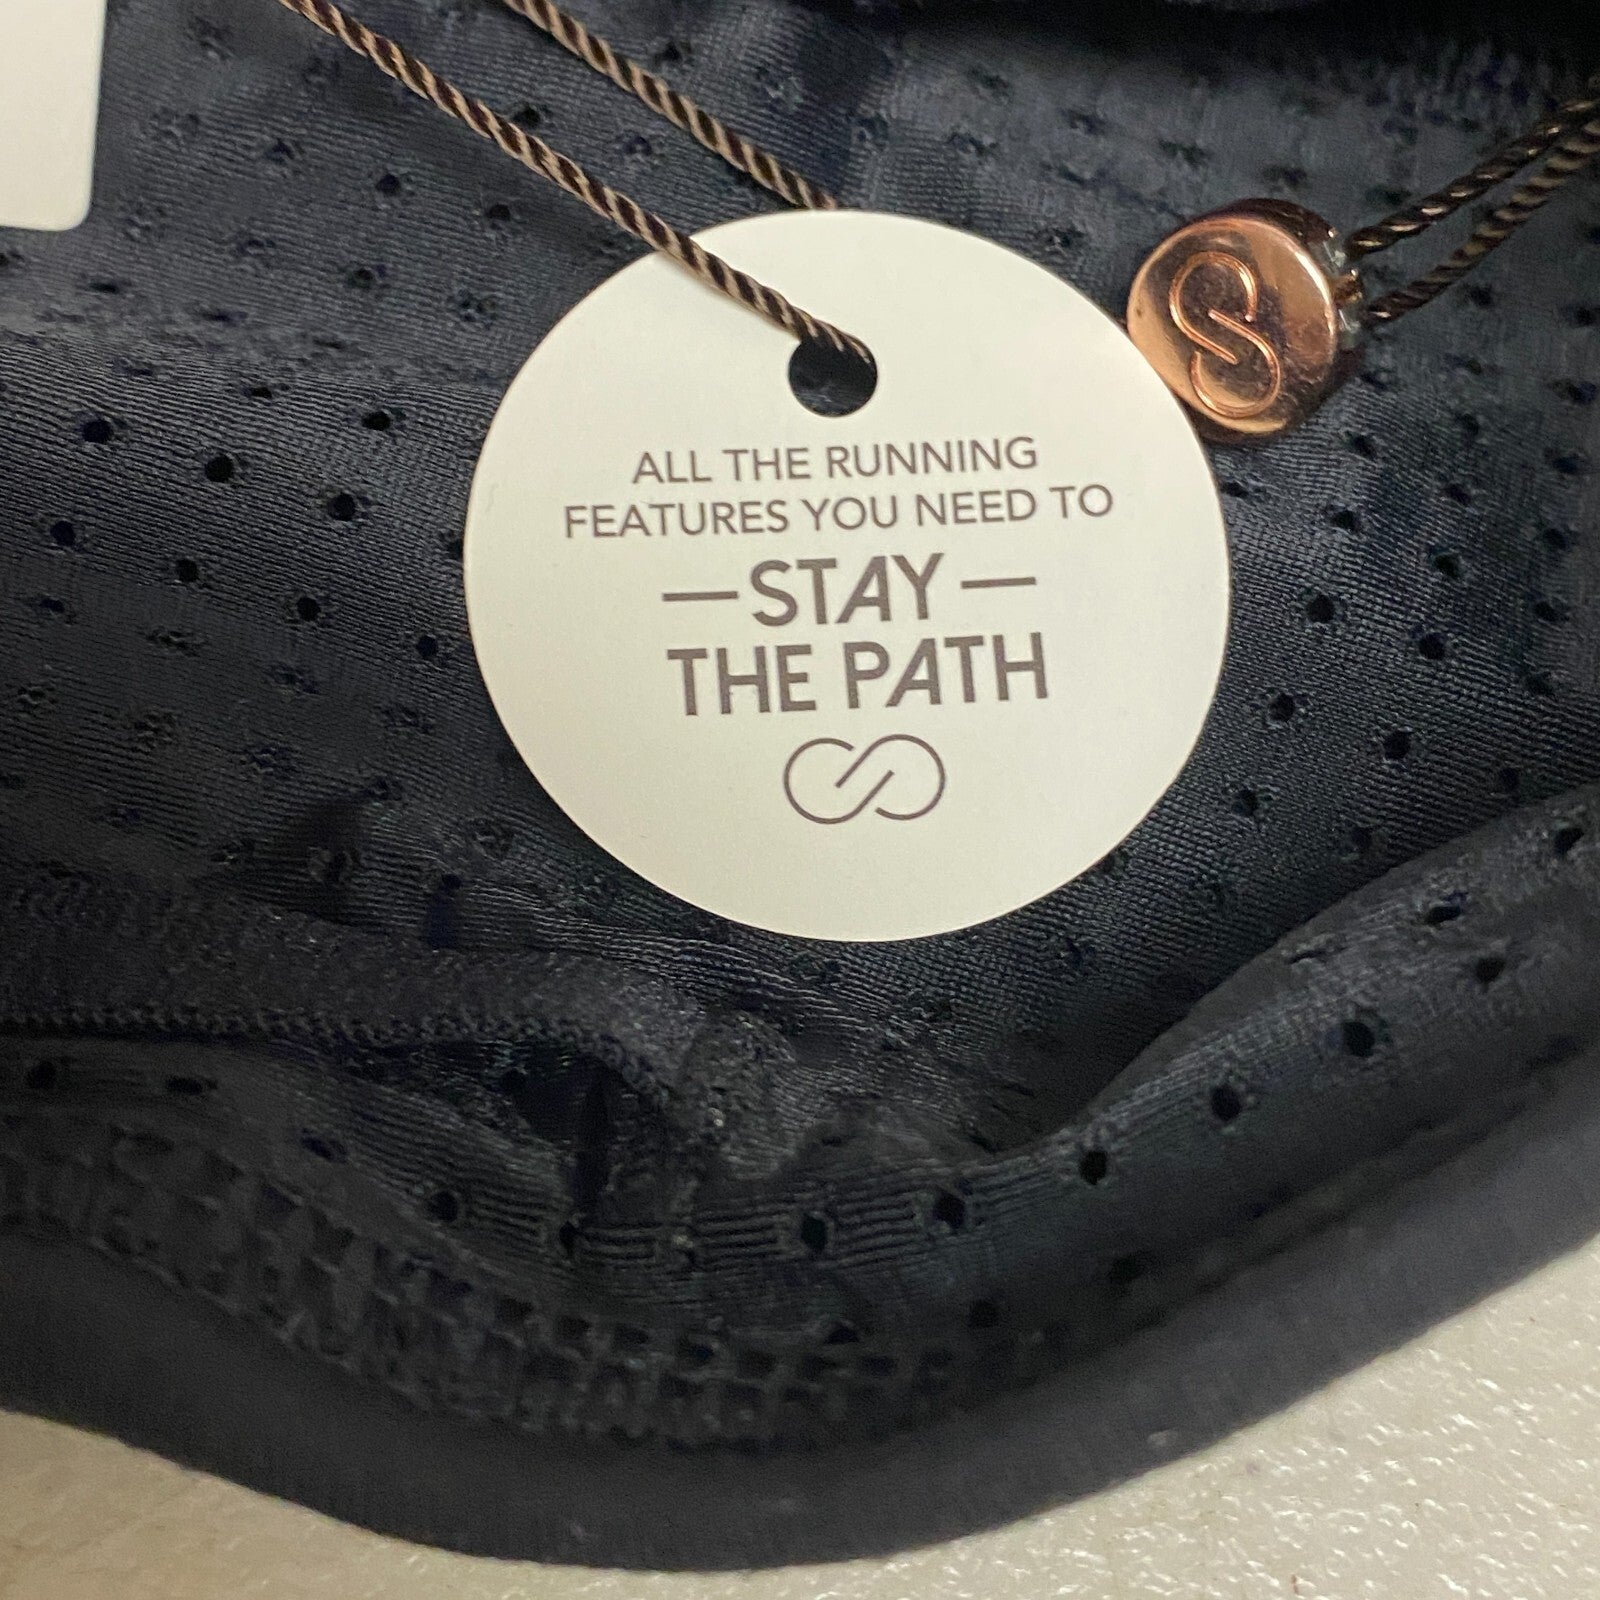 ALL THE RUNNING
FEATURES YOU NEED TO
—STAY—
THE PATH
S